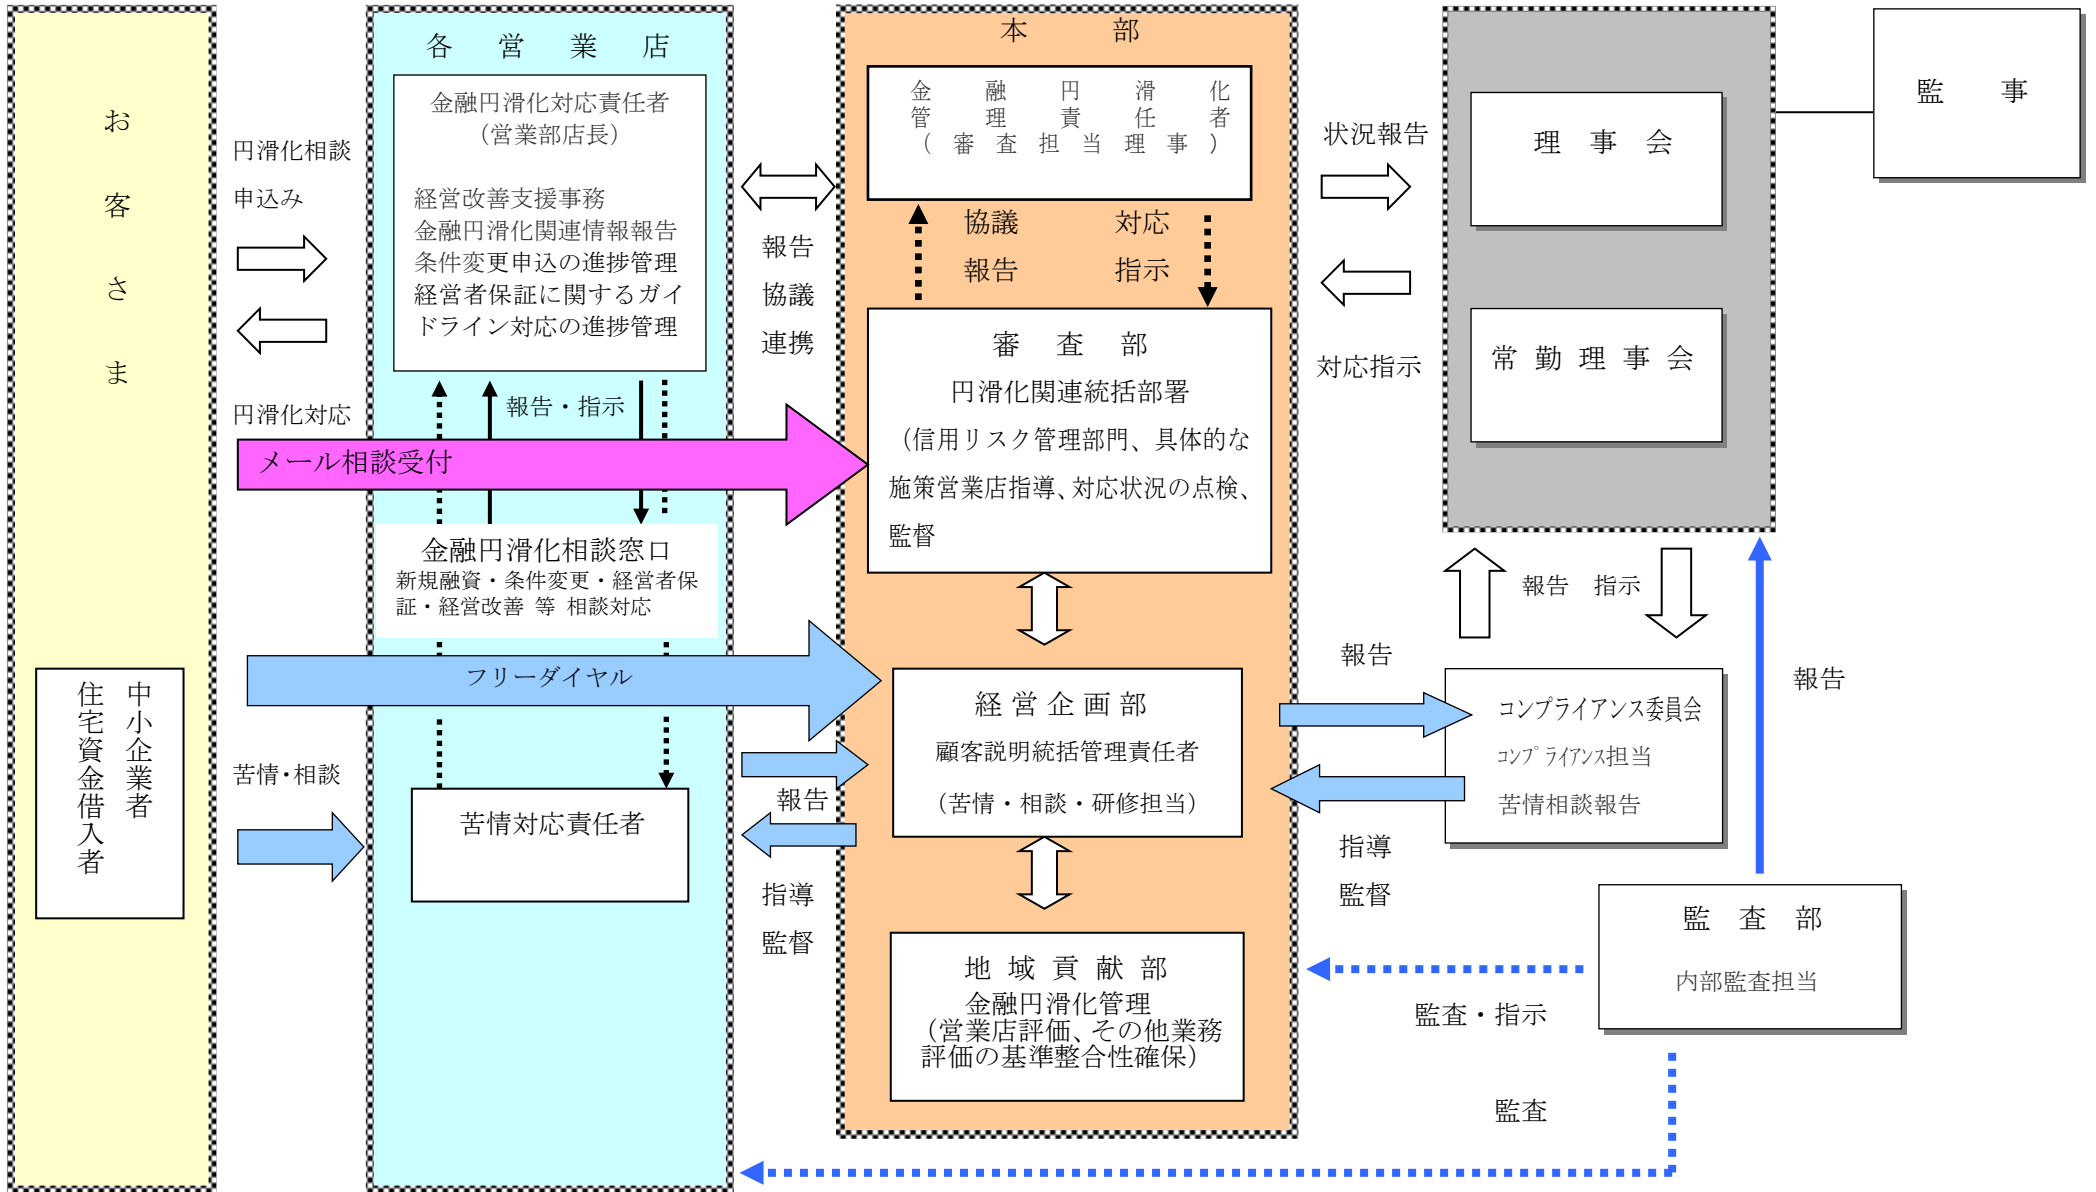 お客さま
中小企業者
住宅資金借入者
円滑化相談
申込み
円滑化対応
苦情・相談
各営業店
金融円滑化対応責任者
（営業部店長）
経営改善支援事務
金融円滑化関連情報報告
条件変更申込の進捗管理
経営者保証に関するガイ
ドライン対応の進捗管理
報告・指示
メール相談受付
金融円滑化相談窓口
新規融資・条件変更・経営者保
証・経営改善 等 相談対応
フリーダイヤル
苦情対応責任者
報告
協議
連携
報告
指導
監督
本部
金融円滑化
管理責任者
（審査担当理事）
協議
報告
対応
指示
審査部
円滑化関連統括部署
（信用リスク管理部門、具体的な
施策営業店指導、対応状況の点検、
監督
経営企画部
顧客説明統括管理責任者
（苦情・相談・研修担当）
地域貢献部
金融円滑化管理
（営業店評価、その他業務
評価の基準整合性確保）
状況報告
対応指示
理事会
常勤理事会
監事
報告 指示
報告
コンプライアンス委員会
コンプライアンス担当
苦情相談報告
指導
監督
報告
監査部
内部監査担当
監査・指示
監査